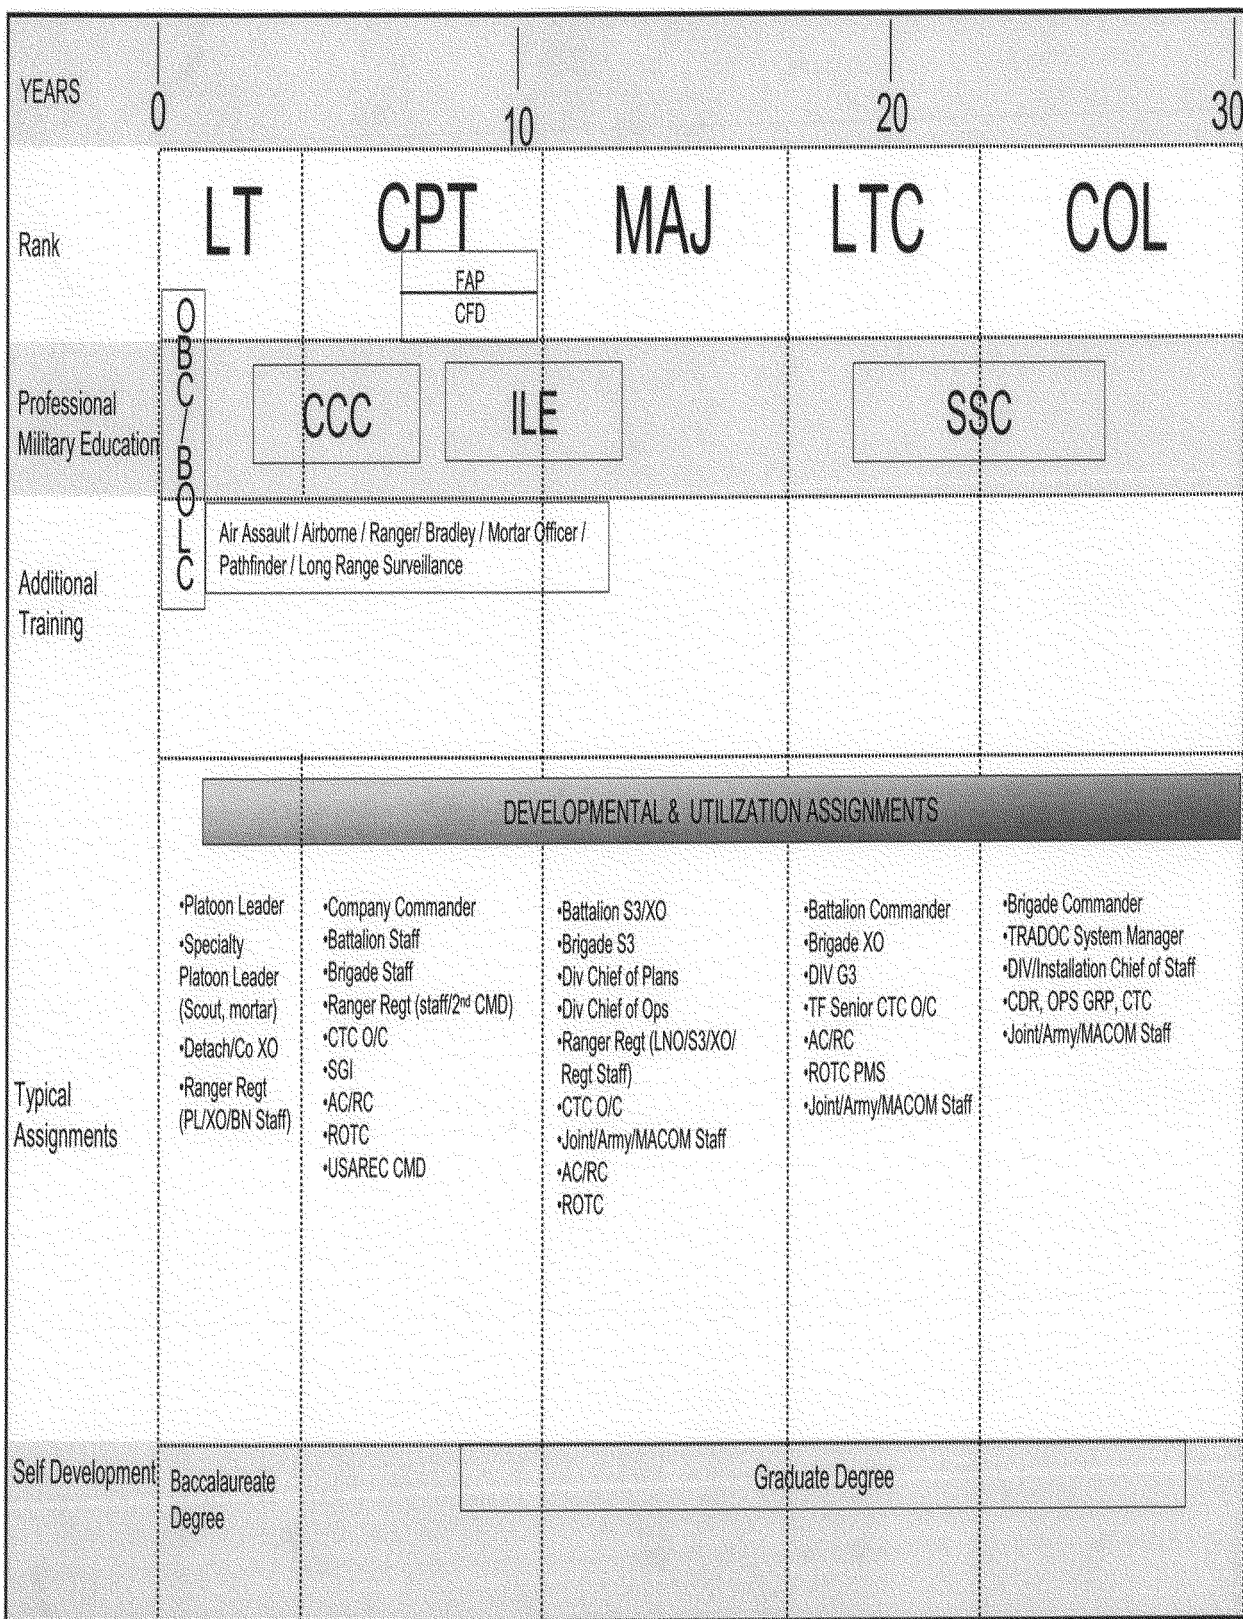 YEARS
0
10
20
30
Rank
LT
CPT
MAJ
LTC
COL
FAP
CFD
OBC/BOLC
Professional
Military Education
CCC
ILE
SSC
Additional
Training
Air Assault / Airborne / Ranger/ Bradley / Mortar Officer /
Pathfinder / Long Range Surveillance
DEVELOPMENTAL & UTILIZATION ASSIGNMENTS
Typical
Assignments
•Platoon Leader
•Specialty
Platoon Leader
(Scout, mortar)
•Detach/Co XO
•Ranger Regt
(PL/XO/BN Staff)
•Company Commander
•Battalion Staff
•Brigade Staff
•Ranger Regt (staff/2nd CMD)
•CTC O/C
•SGI
•AC/RC
•ROTC
•USAREC CMD
•Battalion S3/XO
•Brigade S3
•Div Chief of Plans
•Div Chief of Ops
•Ranger Regt (LNO/S3/XO/
Regt Staff)
•CTC O/C
•Joint/Army/MACOM Staff
•AC/RC
•ROTC
•Battalion Commander
•Brigade XO
•DIV G3
•TF Senior CTC O/C
•AC/RC
•ROTC PMS
•Joint/Army/MACOM Staff
•Brigade Commander
•TRADOC System Manager
•DIV/Installation Chief of Staff
•CDR, OPS GRP, CTC
•Joint/Army/MACOM Staff
Self Development
Baccalaureate
Degree
Graduate Degree